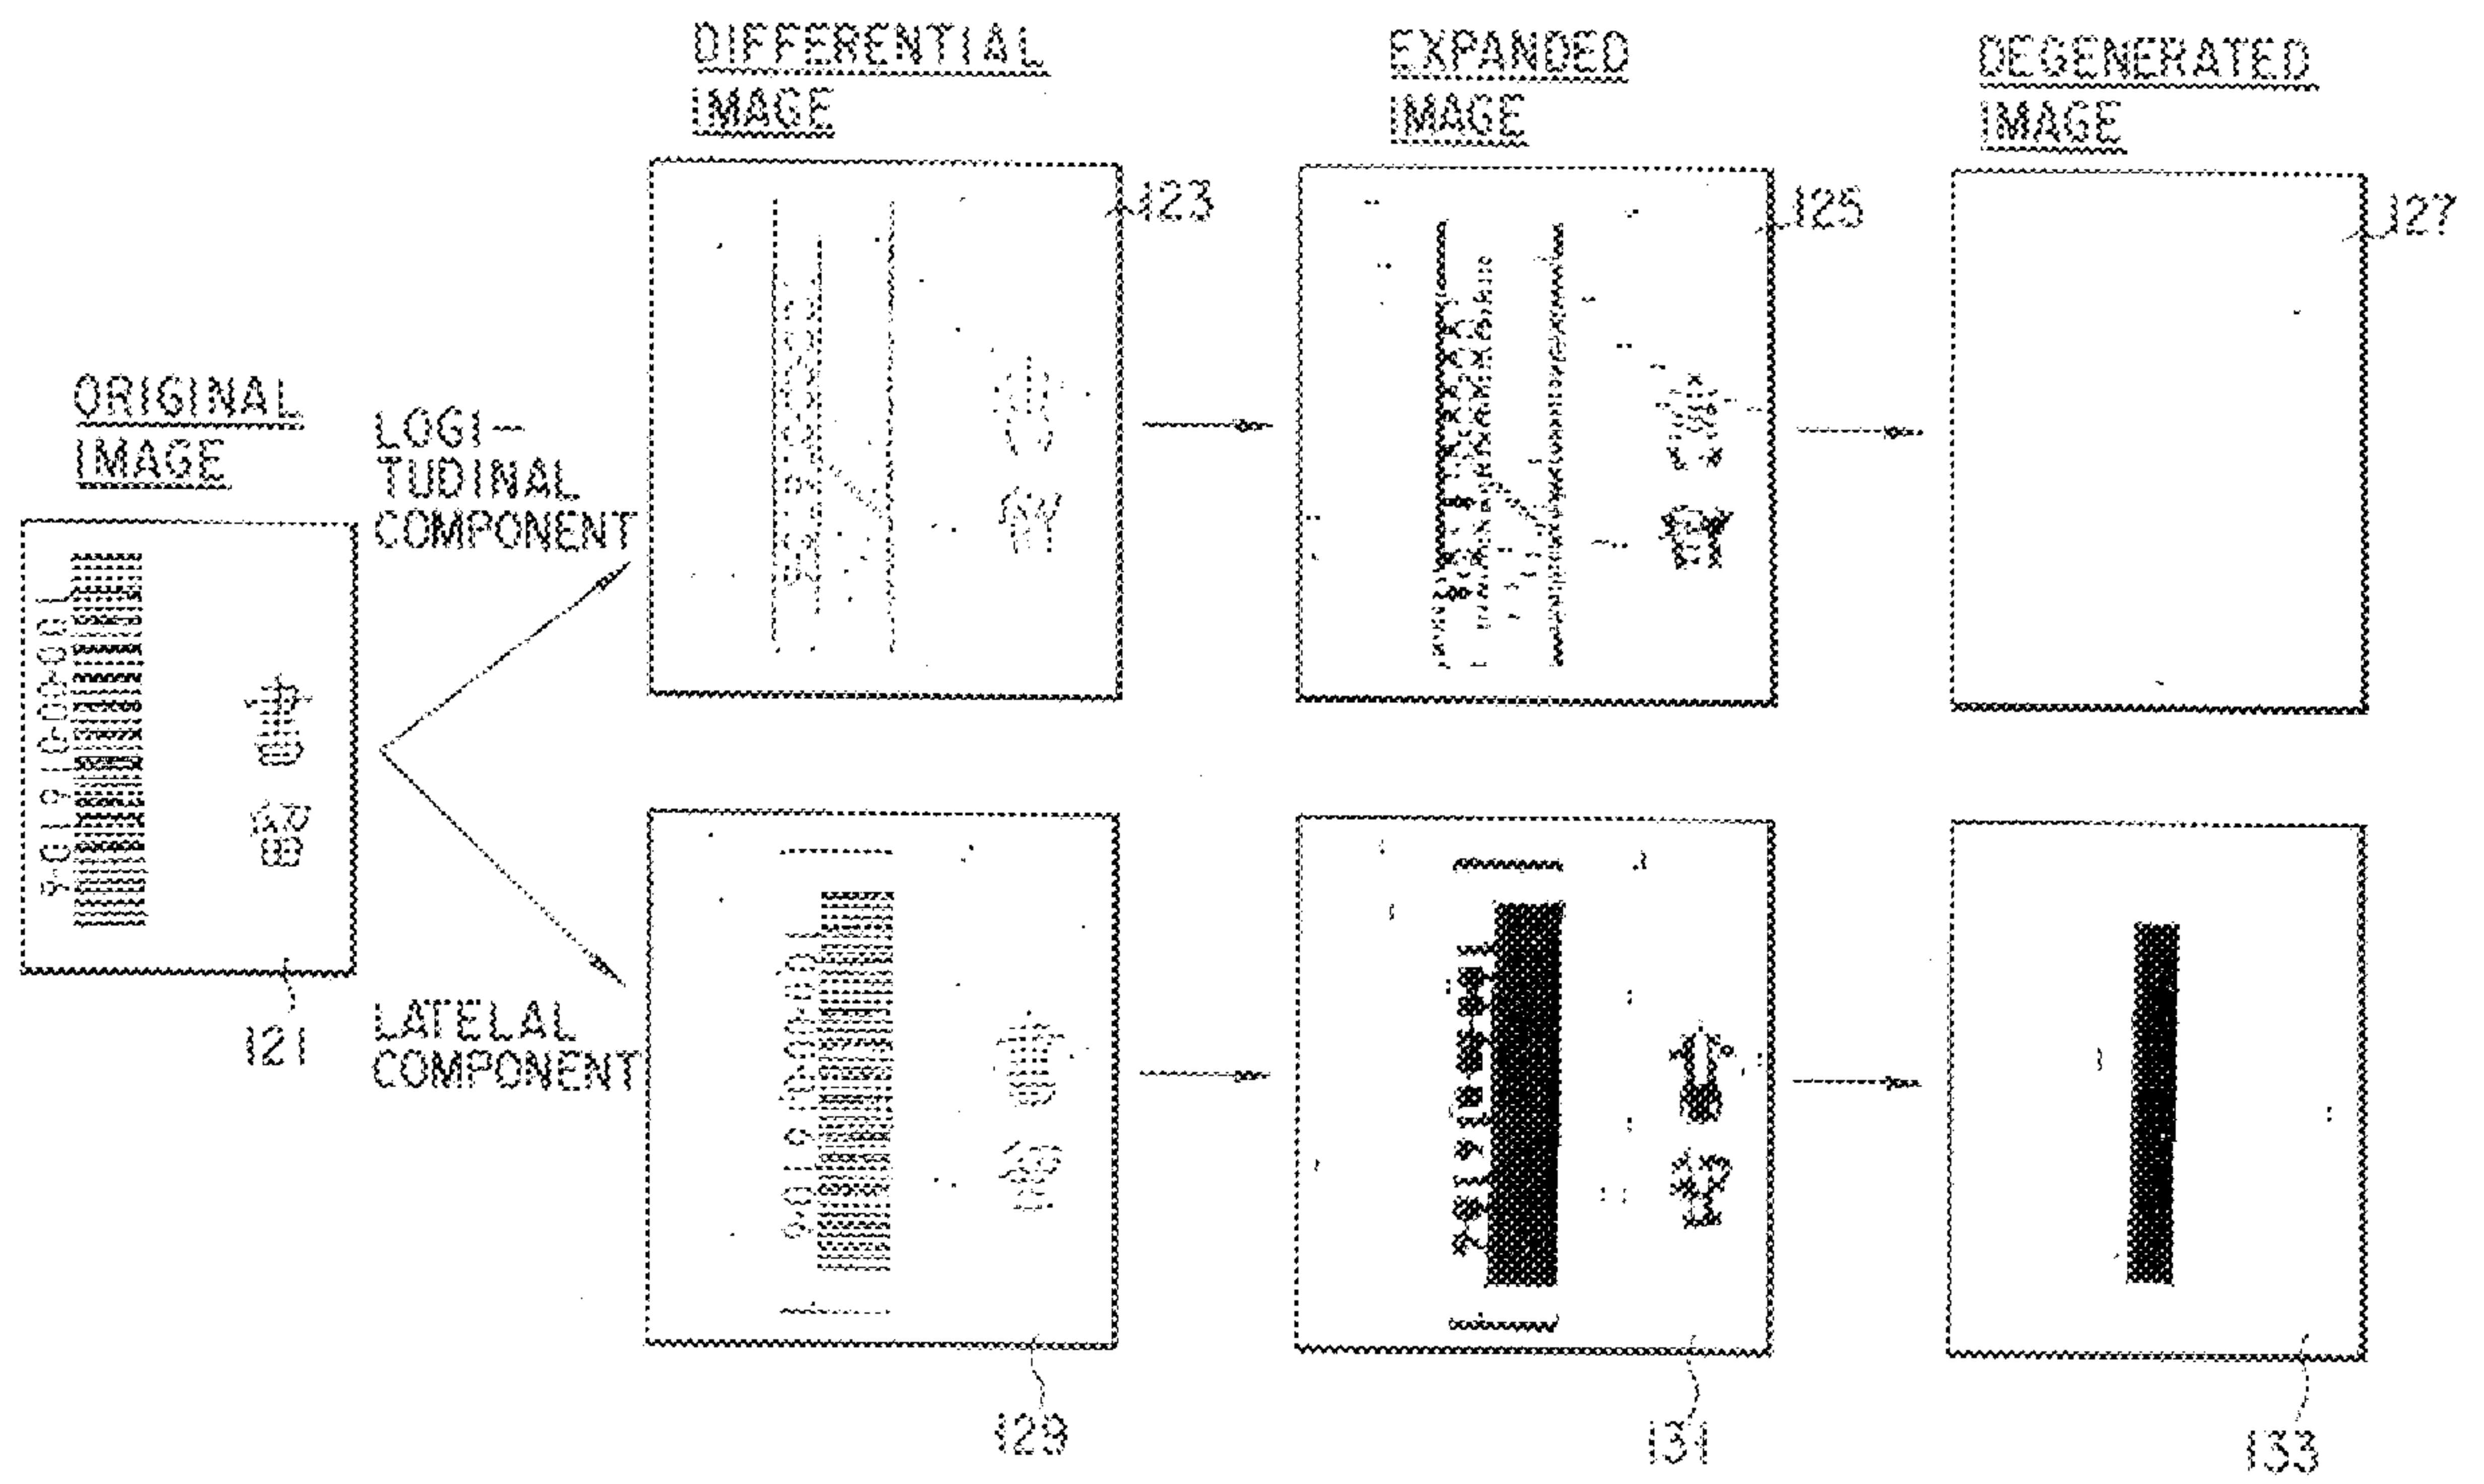 DIFFERENTIAL
IMAGE
EXPANDED
IMAGE
DEGENERATED
IMAGE
123
125
127
ORIGINAL
IMAGE
LOGI-
TUDINAL
COMPONENT
121
LATELAL
COMPONENT
129
131
133